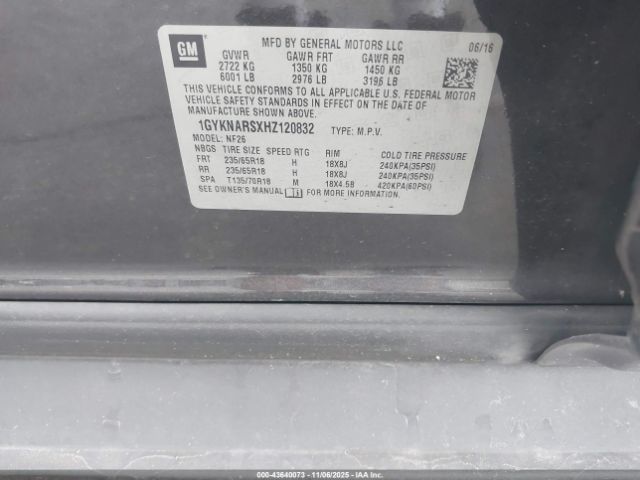 GM
MFD BY GENERAL MOTORS LLC 06/16
GVWR GAWR FRT GAWR RR
2722 KG 1350 KG 1450 KG
6001 LB 2976 LB 3196 LB
THIS VEHICLE CONFORMS TO ALL APPLICABLE U.S. FEDERAL MOTOR
VEHICLE SAFETY STANDARDS IN EFFECT ON THE DATE OF
MANUFACTURE SHOWN ABOVE.
1GYKNARSXHZ120832 TYPE: M.P.V.
MODEL: NF26
NBGS TIRE SIZE SPEED RTG RIM COLD TIRE PRESSURE
FRT 235/65R18 H 18X8J 240KPA(35PSI)
RR 235/65R18 H 18X8J 240KPA(35PSI)
SPA T135/70R18 M 18X4.5B 420KPA(60PSI)
SEE OWNER'S MANUAL FOR MORE INFORMATION.
000-43640073 - 11/06/2025 - IAAI.COM